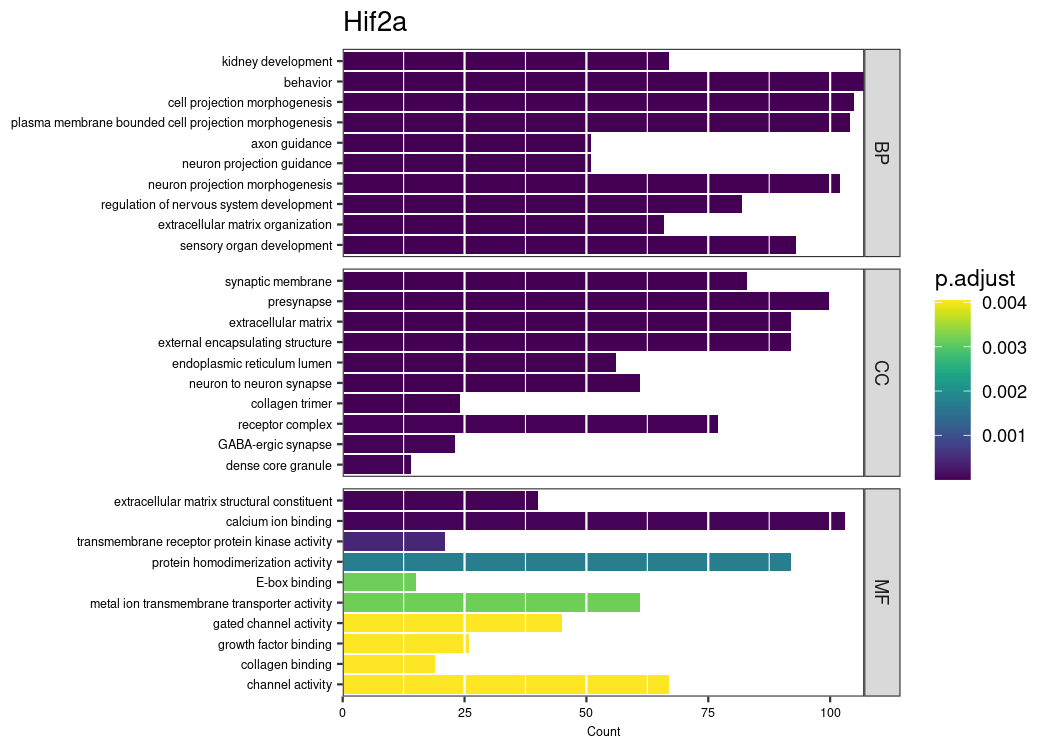 Hif2a
kidney development
behavior
cell projection morphogenesis
plasma membrane bounded cell projection morphogenesis
axon guidance
neuron projection guidance
neuron projection morphogenesis
regulation of nervous system development
extracellular matrix organization
sensory organ development
BP
synaptic membrane
presynapse
extracellular matrix
external encapsulating structure
endoplasmic reticulum lumen
neuron to neuron synapse
collagen trimer
receptor complex
GABA-ergic synapse
dense core granule
CC
extracellular matrix structural constituent
calcium ion binding
transmembrane receptor protein kinase activity
protein homodimerization activity
E-box binding
metal ion transmembrane transporter activity
gated channel activity
growth factor binding
collagen binding
channel activity
MF
0 25 50 75 100
Count
p.adjust
0.004
0.003
0.002
0.001